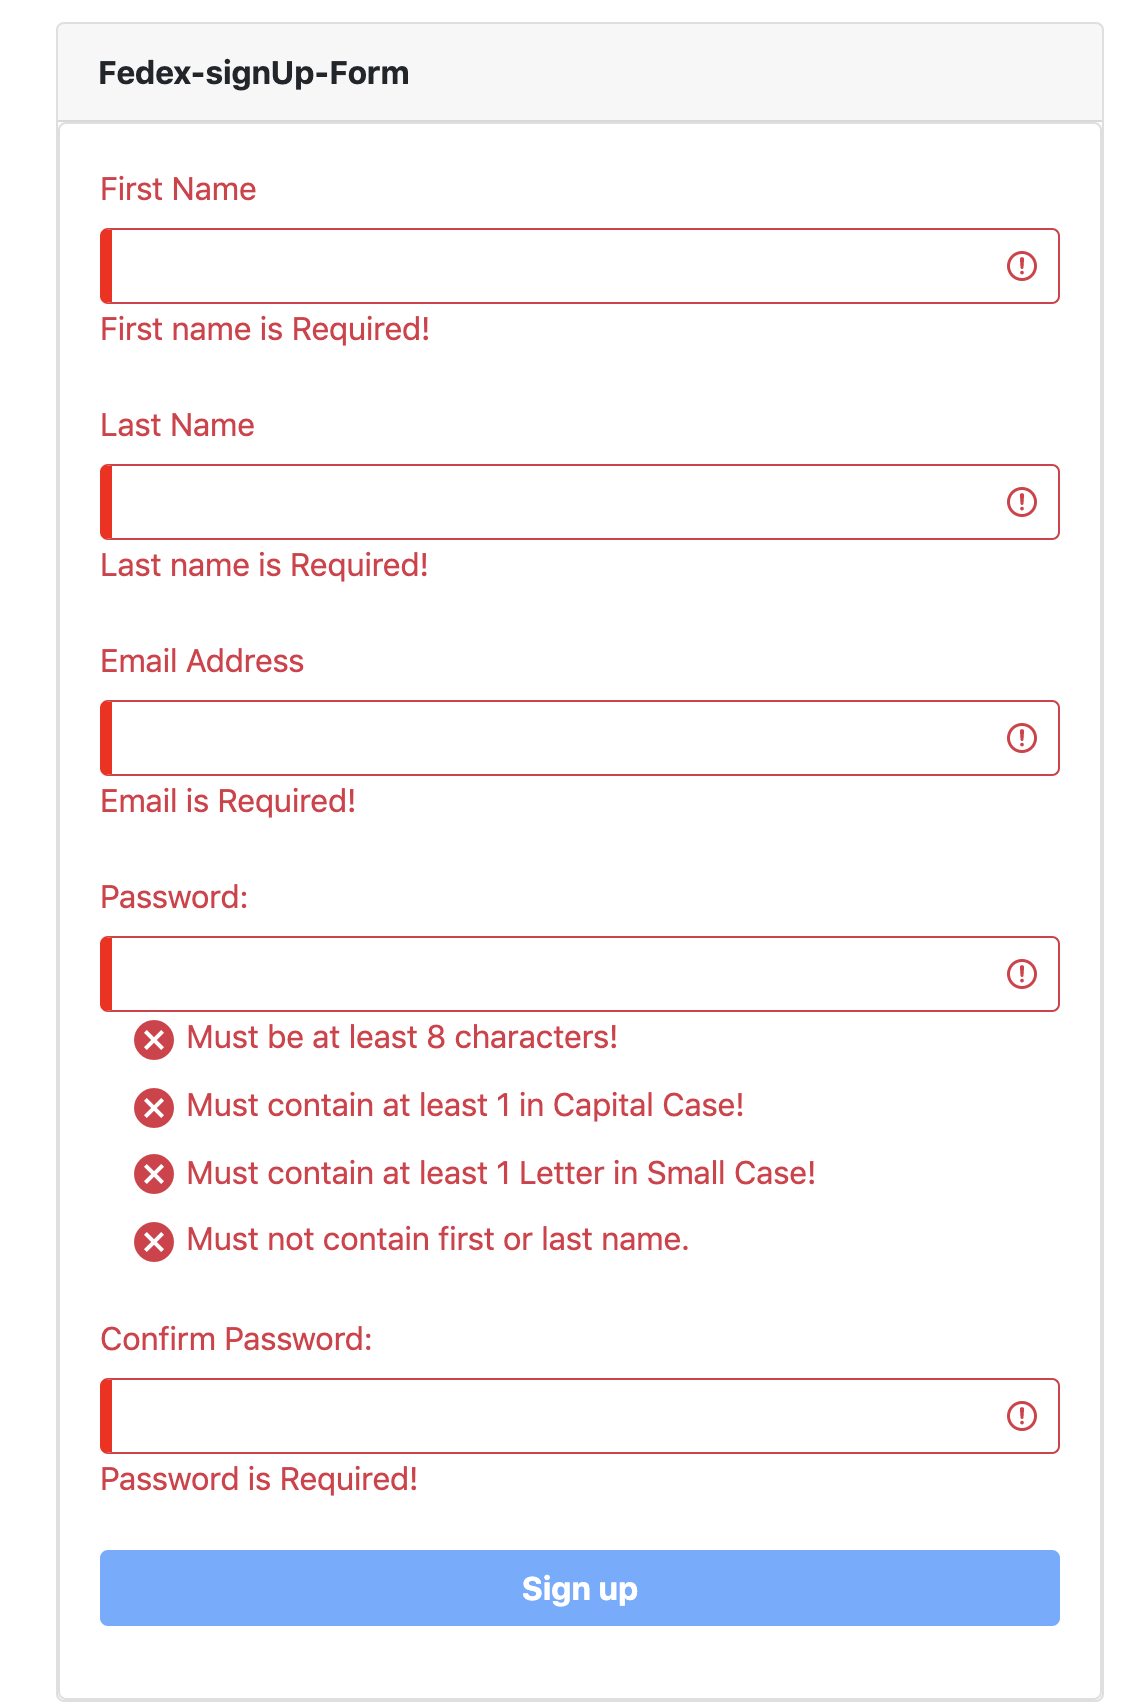 Fedex-signUp-Form
First Name
First name is Required!
Last Name
Last name is Required!
Email Address
Email is Required!
Password:
Must be at least 8 characters!
Must contain at least 1 in Capital Case!
Must contain at least 1 Letter in Small Case!
Must not contain first or last name.
Confirm Password:
Password is Required!
Sign up